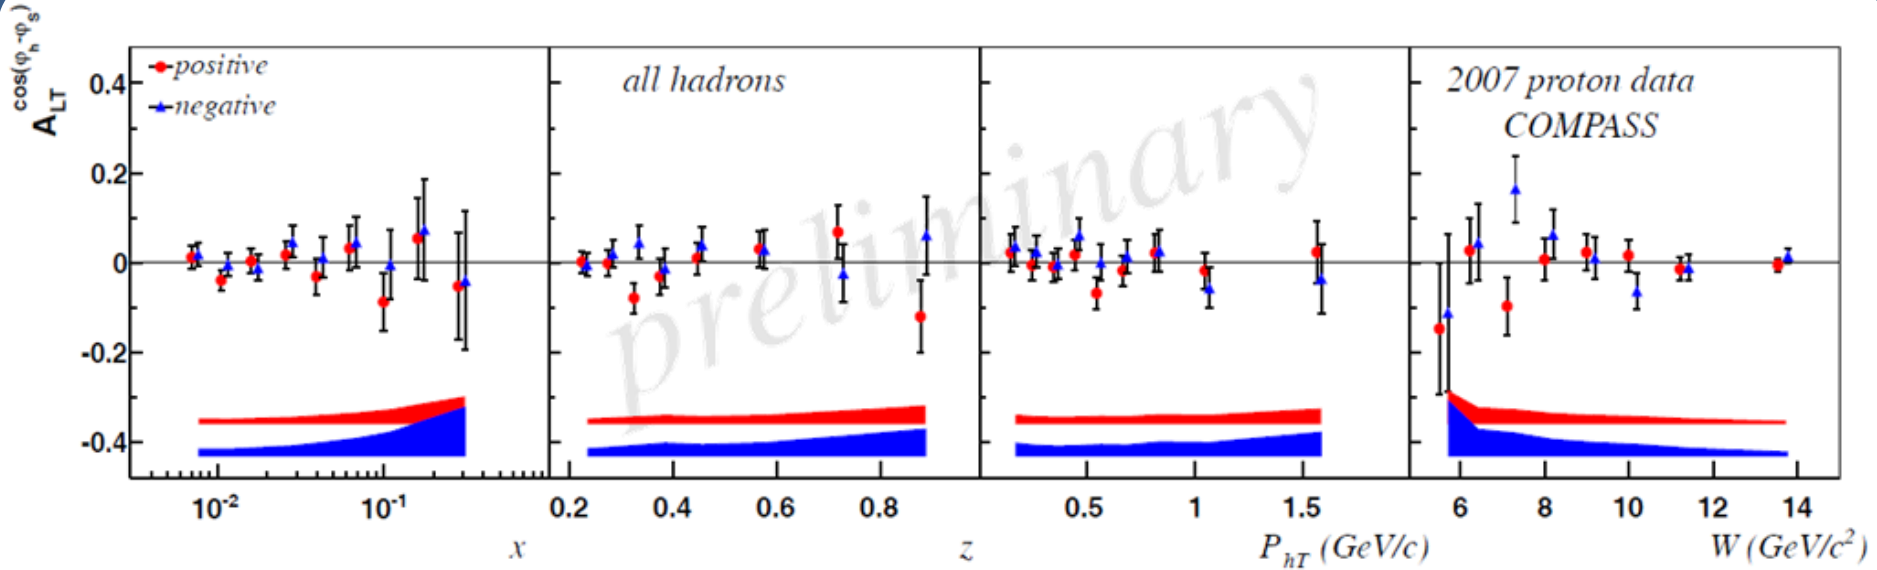 A_LT^cos(φ_h-φ_S)
positive
negative
all hadrons
2007 proton data
COMPASS
preliminary
0.4
0.2
0
-0.2
-0.4
10^-2 10^-1 0.2 0.4 0.6 0.8 0.5 1 1.5 6 8 10 12 14
x z P_hT (GeV/c) W (GeV/c^2)